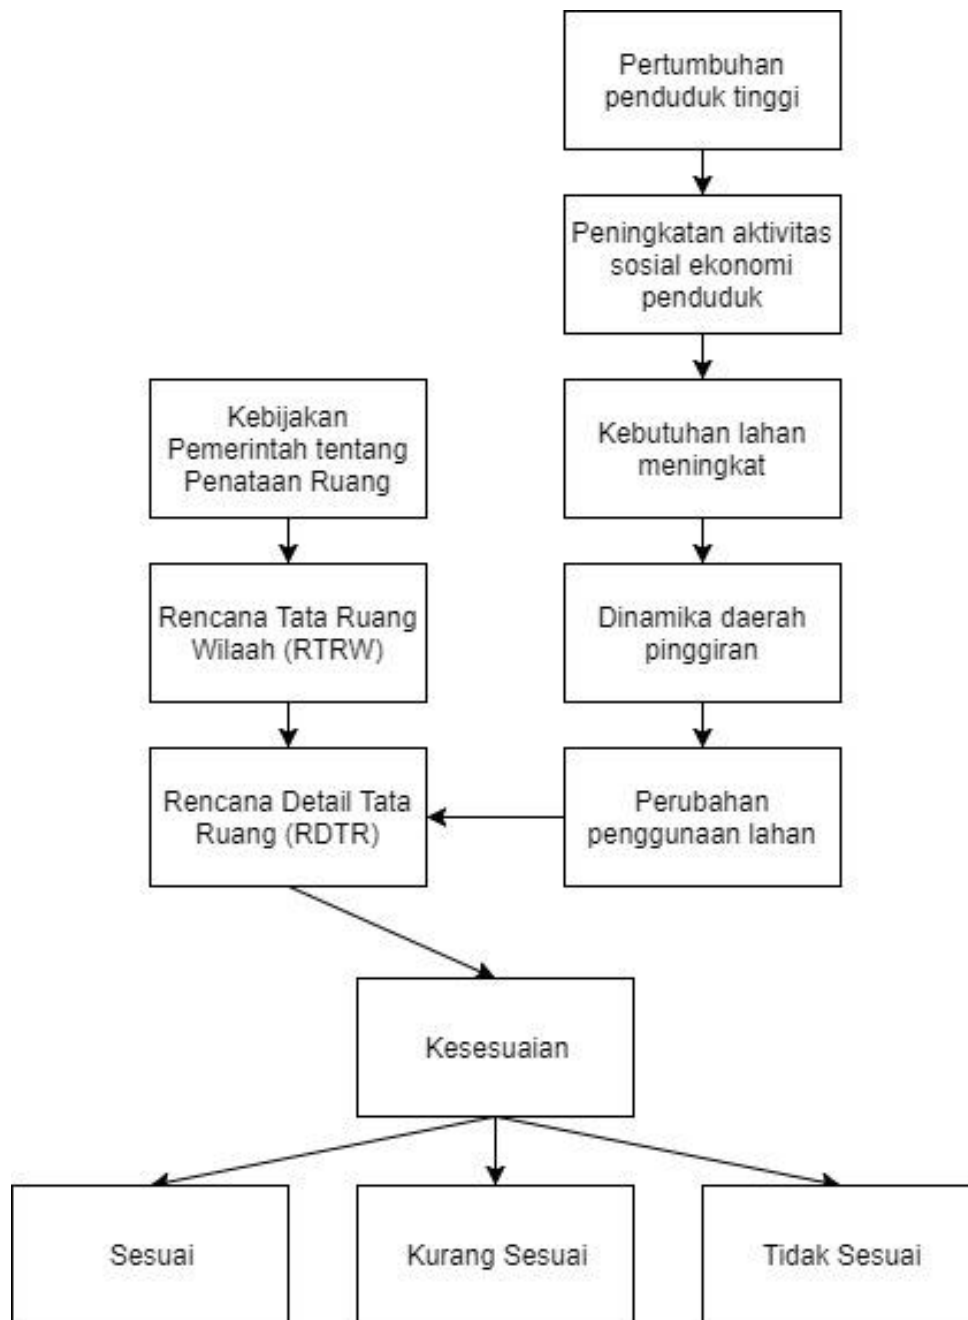 Pertumbuhan
penduduk tinggi
Peningkatan aktivitas
sosial ekonomi
penduduk
Kebijakan
Pemerintah tentang
Penataan Ruang
Kebutuhan lahan
meningkat
Rencana Tata Ruang
Wilaah (RTRW)
Dinamika daerah
pinggiran
Rencana Detail Tata
Ruang (RDTR)
Perubahan
penggunaan lahan
Kesesuaian
Sesuai
Kurang Sesuai
Tidak Sesuai